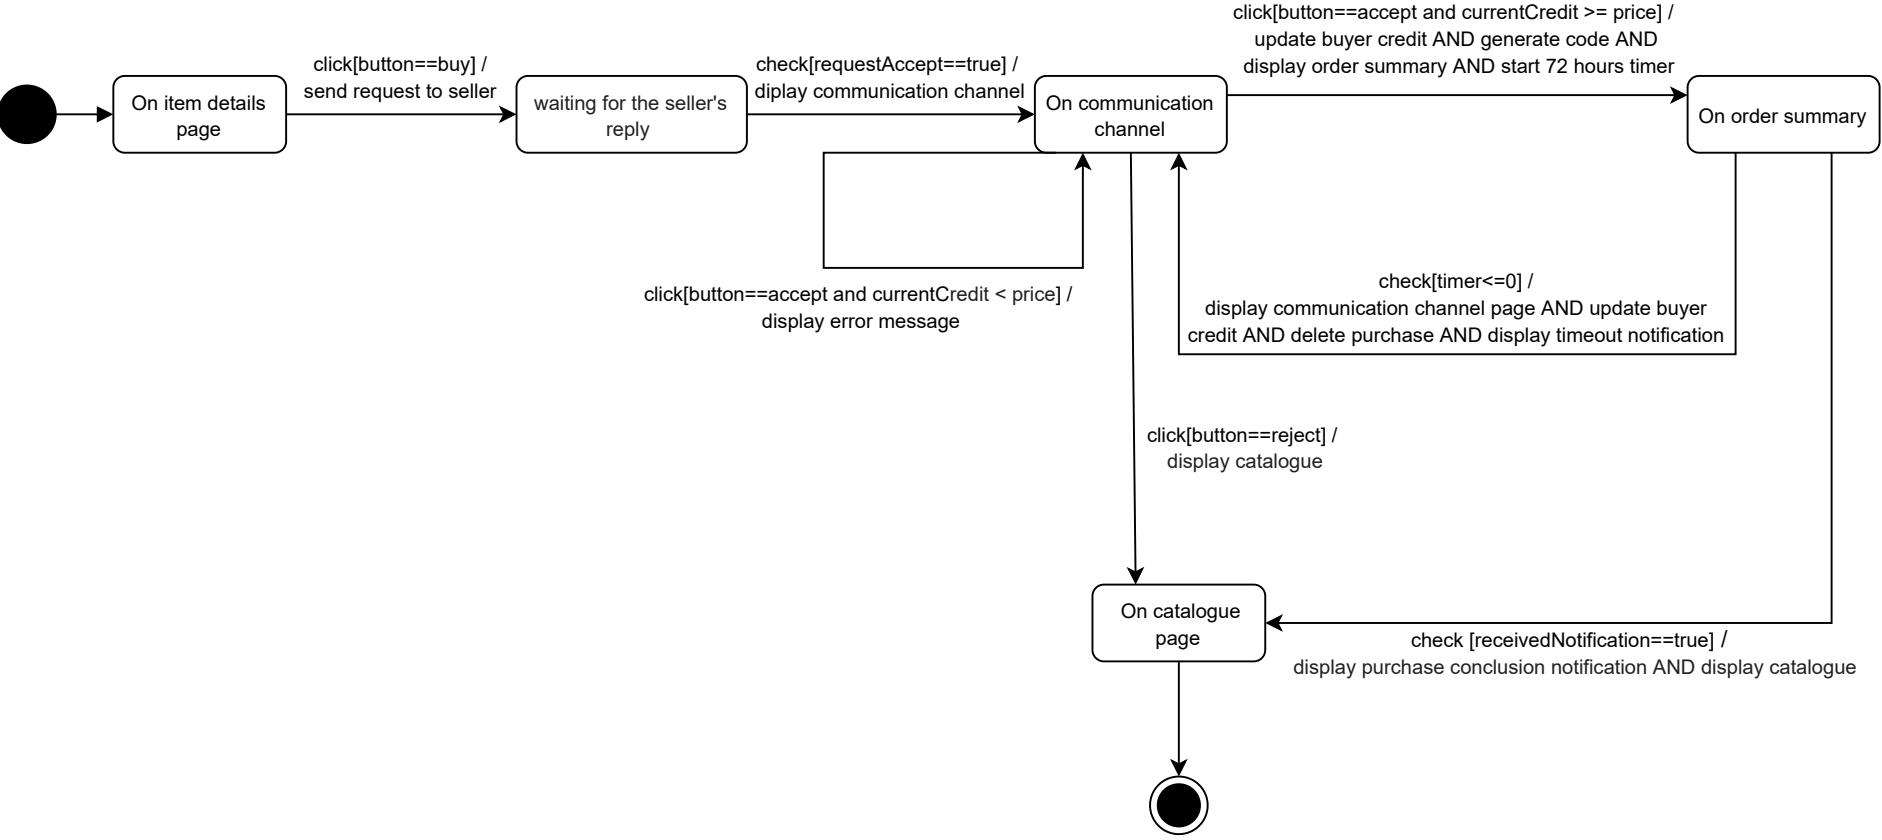 click[button==accept and currentCredit >= price] /
update buyer credit AND generate code AND
display order summary AND start 72 hours timer
click[button==buy] /
send request to seller
check[requestAccept==true] /
diplay communication channel
On item details
page
waiting for the seller's
reply
On communication
channel
On order summary
click[button==accept and currentCredit < price] /
display error message
check[timer<=0] /
display communication channel page AND update buyer
credit AND delete purchase AND display timeout notification
click[button==reject] /
display catalogue
On catalogue
page
check [receivedNotification==true] /
display purchase conclusion notification AND display catalogue